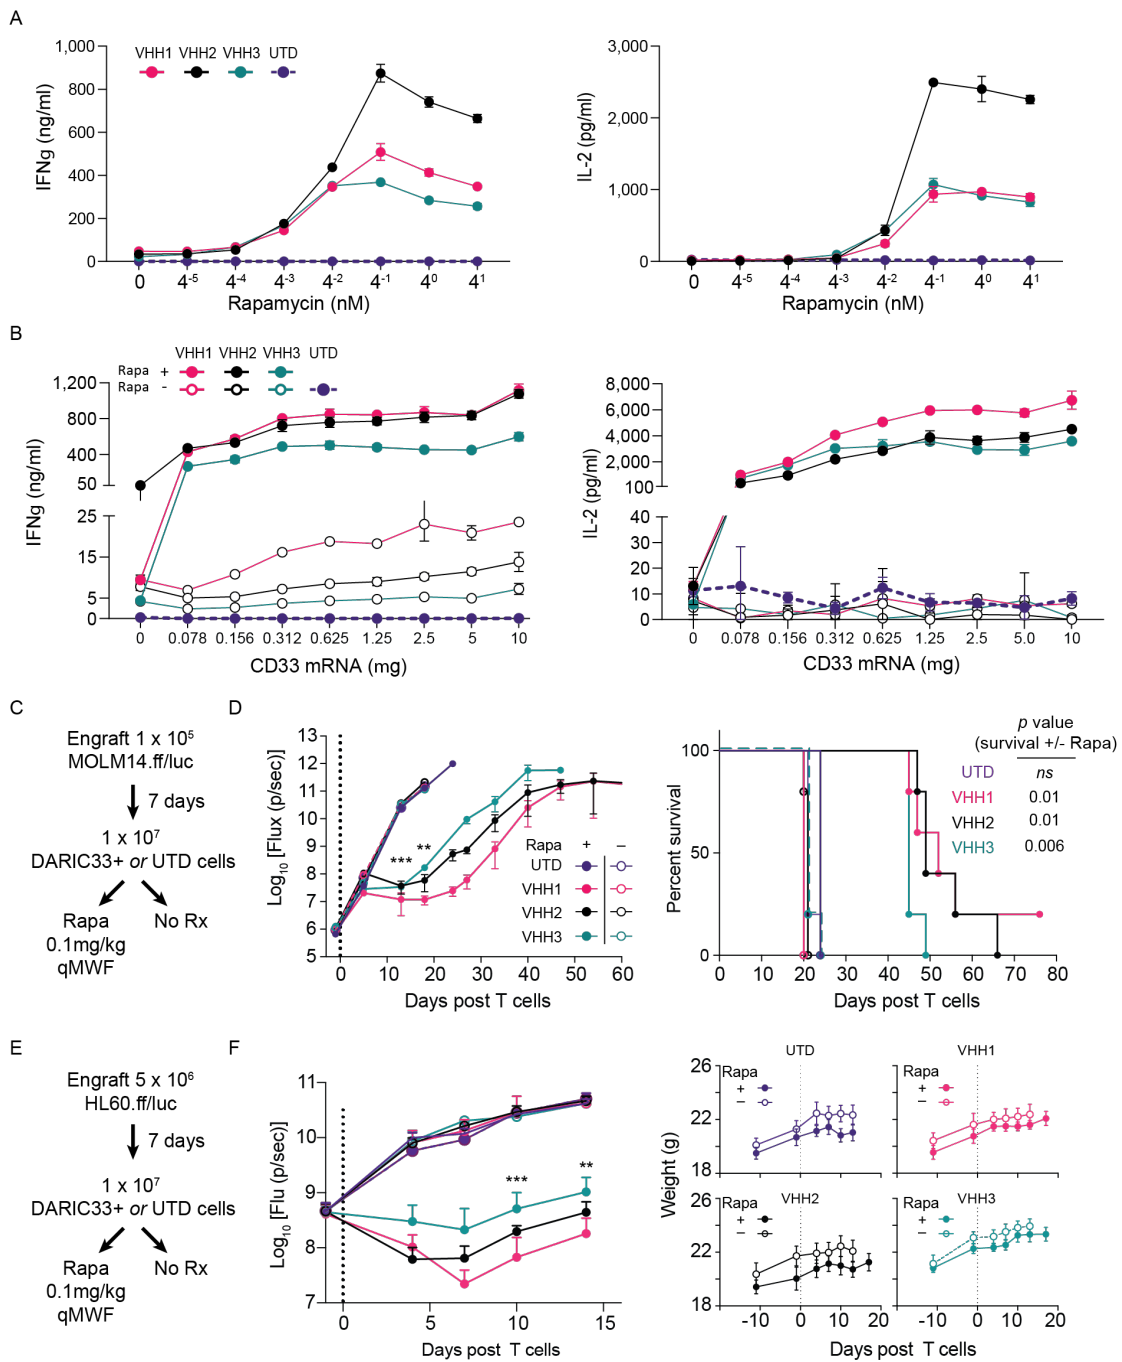 A
VHH1 VHH2 VHH3 UTD
IFNg (ng/ml)
1,000
800
600
400
200
0
0 4-5 4-4 4-3 4-2 4-1 40 41
Rapamycin (nM)
IL-2 (pg/ml)
3,000
2,000
1,000
0
0 4-5 4-4 4-3 4-2 4-1 40 41
Rapamycin (nM)
B
VHH1 VHH2 VHH3 UTD
Rapa +
Rapa -
IFNg (ng/ml)
1,200
800
400
50
25
15
5
0
0 0.078 0.156 0.312 0.625 1.25 2.5 5 10
CD33 mRNA (mg)
IL-2 (pg/ml)
8,000
6,000
4,000
2,000
100
40
30
20
10
0
0 0.078 0.156 0.312 0.625 1.25 2.5 5.0 10
CD33 mRNA (mg)
C
Engraft 1 x 105
MOLM14.ff/luc
7 days
1 x 107
DARIC33+ or UTD cells
Rapa No Rx
0.1mg/kg
qMWF
D
Log10 [Flux (p/sec)]
13
12
11
10
9
8
7
6
5
*** **
Rapa + –
UTD
VHH1
VHH2
VHH3
0 10 20 30 40 50 60
Days post T cells
Percent survival
100
50
0
p value
(survival +/- Rapa)
UTD ns
VHH1 0.01
VHH2 0.01
VHH3 0.006
0 10 20 30 40 50 60 70 80
Days post T cells
E
Engraft 5 x 106
HL60.ff/luc
7 days
1 x 107
DARIC33+ or UTD cells
Rapa No Rx
0.1mg/kg
qMWF
F
Log10 [Flu (p/sec)]
11
10
9
8
7
*** **
0 5 10 15
Days post T cells
Weight (g)
UTD VHH1
26
22
18
Rapa
+
–
Rapa
+
–
VHH2 VHH3
26
22
18
Rapa
+
–
Rapa
+
–
-10 0 10 20 -10 0 10 20
Days post T cells